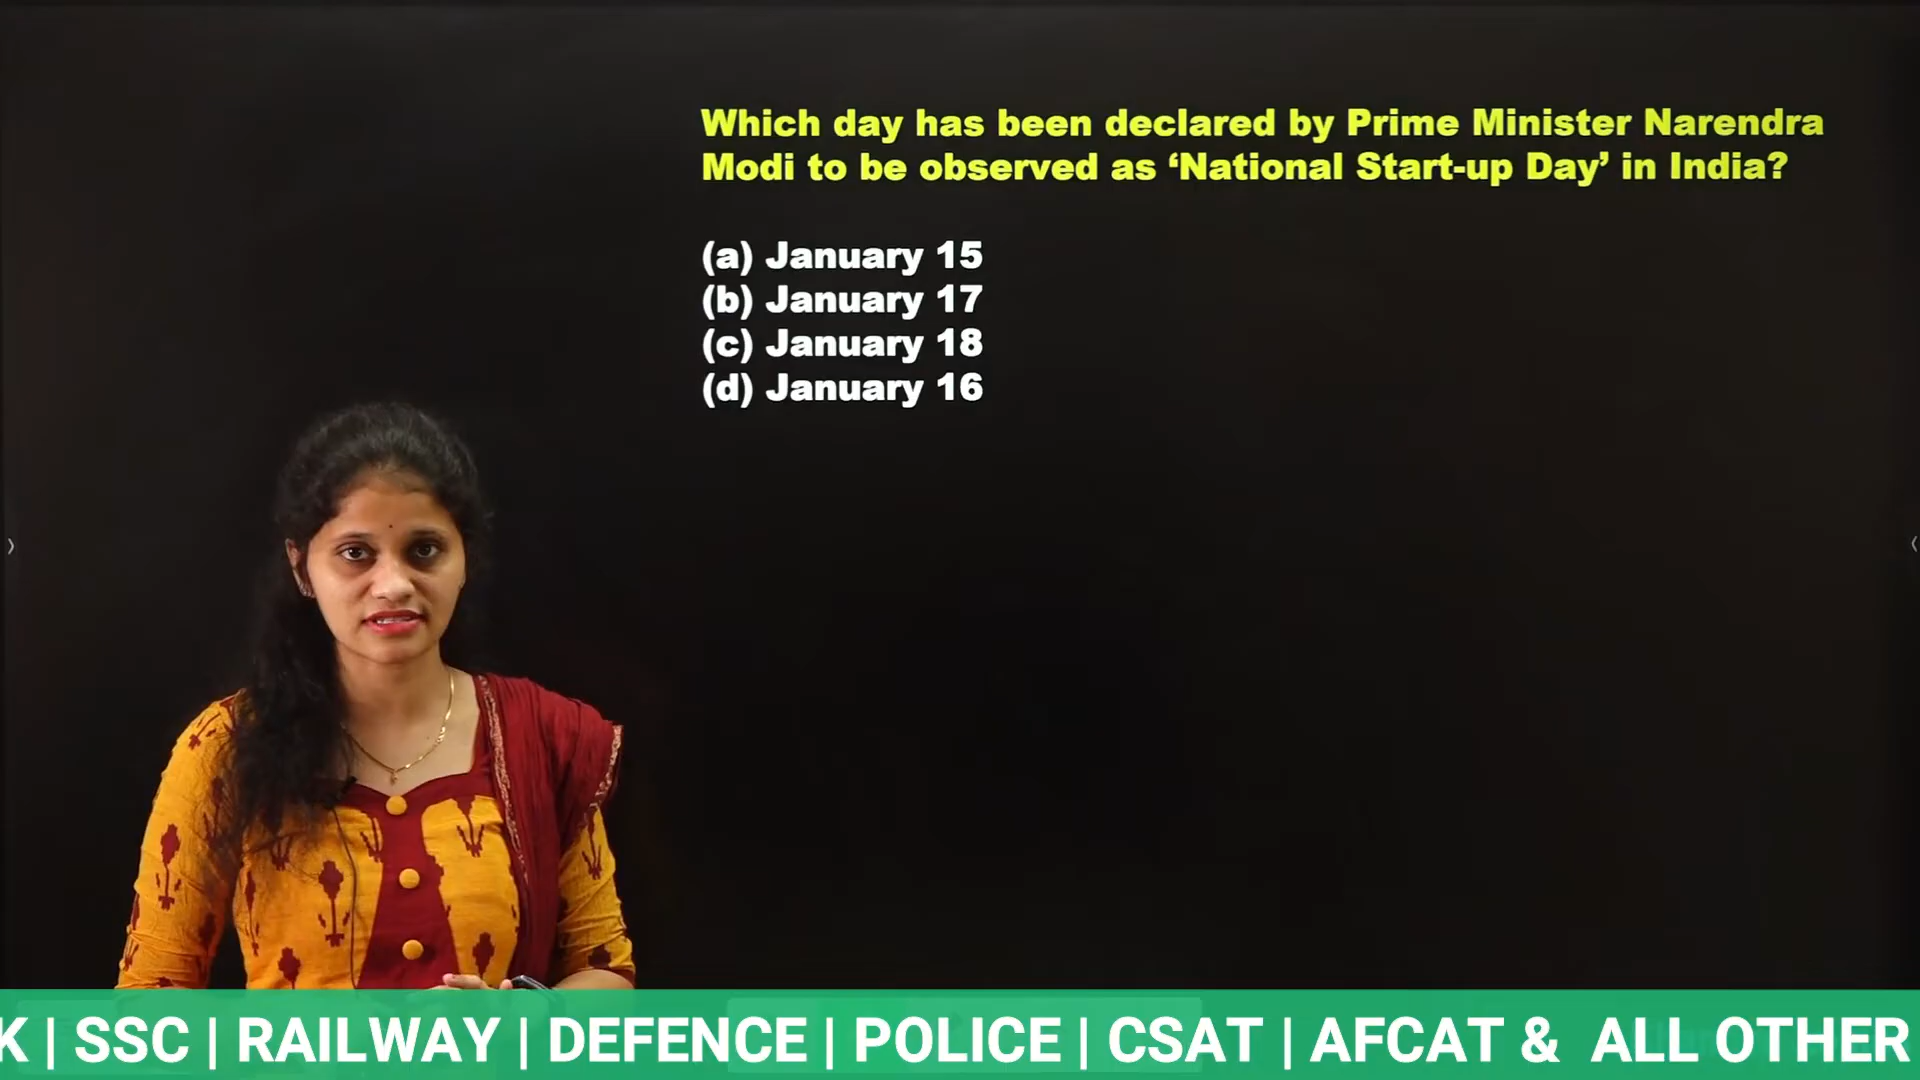 Which day has been declared by Prime Minister Narendra
Modi to be observed as ‘National Start-up Day’ in India?
(a) January 15
(b) January 17
(c) January 18
(d) January 16
K | SSC | RAILWAY | DEFENCE | POLICE | CSAT | AFCAT & ALL OTHER